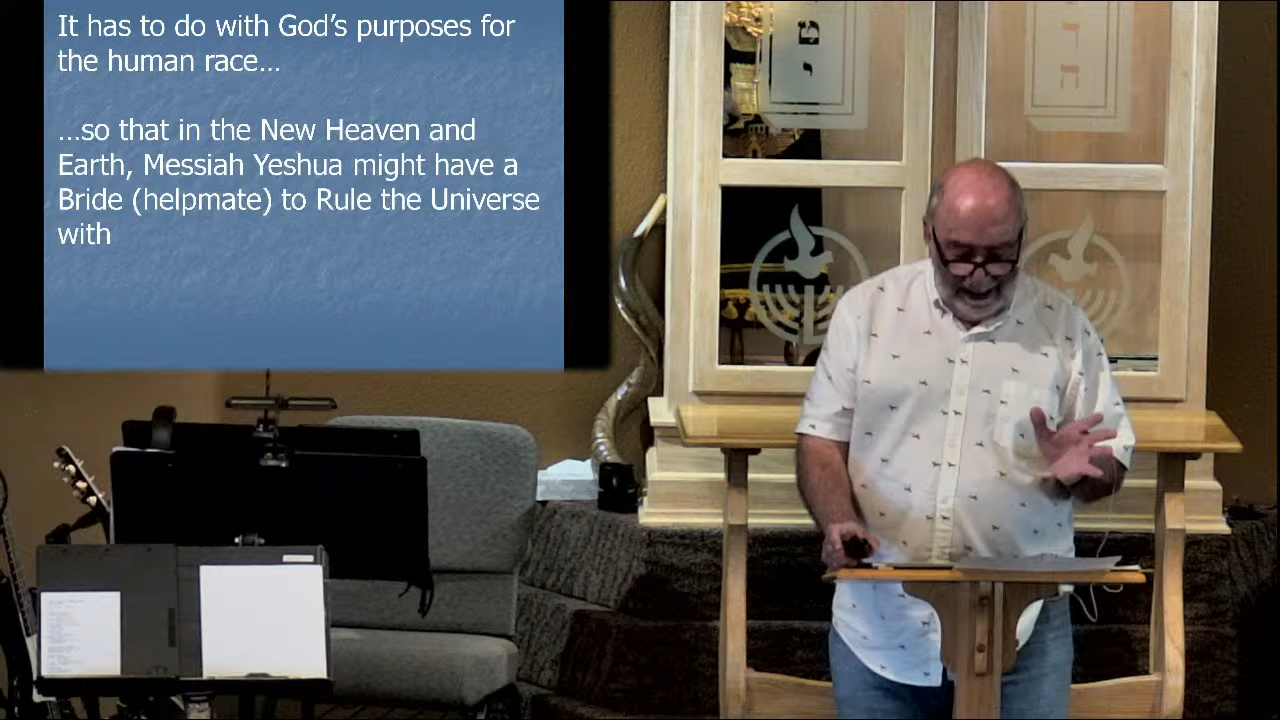 It has to do with God’s purposes for
the human race…
…so that in the New Heaven and
Earth, Messiah Yeshua might have a
Bride (helpmate) to Rule the Universe
with